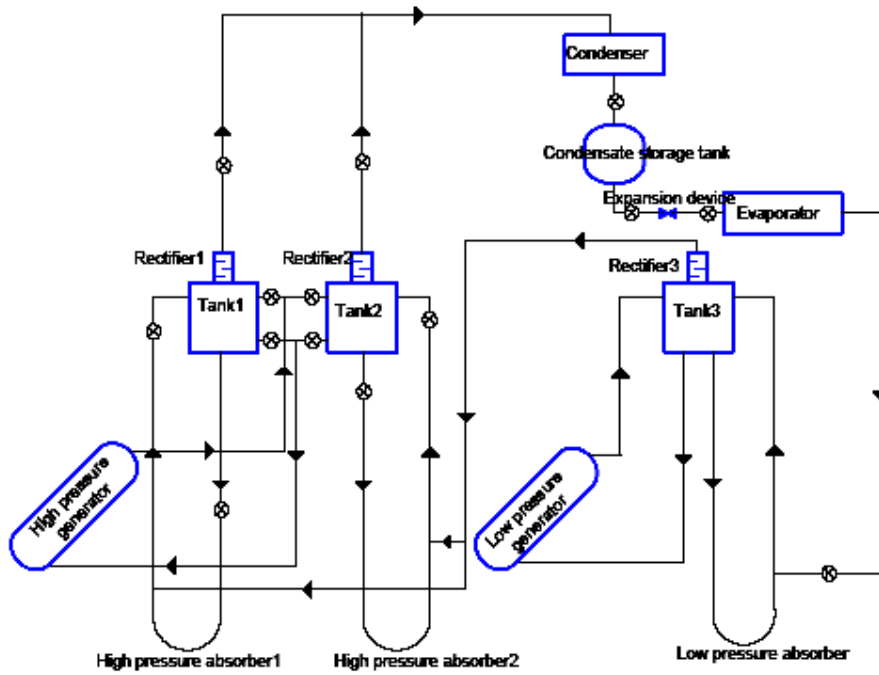 Condenser
Condensate storage tank
Expansion device
Evaporator
Rectifier1
Rectifier2
Rectifier3
Tank1
Tank2
Tank3
High pressure
generator
Low pressure
generator
High pressure absorber1
High pressure absorber2
Low pressure absorber